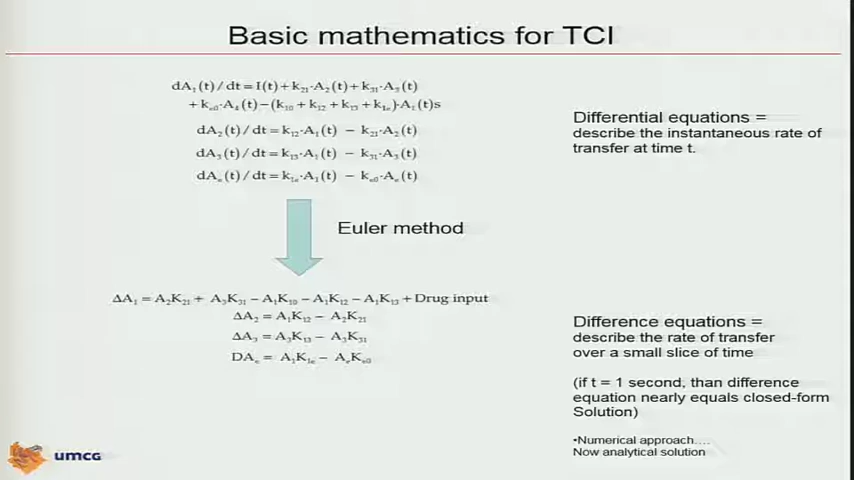 Basic mathematics for TCI
dA₁(t)/dt=I(t)+k₂₁·A₂(t)+k₃₁·A₃(t)
+kₑ₀·A₄(t)−(k₁₀+k₁₂+k₁₃+k₁ₑ)·A₁(t)s
dA₂(t)/dt=k₁₂·A₁(t) − k₂₁·A₂(t)
dA₃(t)/dt=k₁₃·A₁(t) − k₃₁·A₃(t)
dAₑ(t)/dt=k₁ₑ·A₁(t) − kₑ₀·Aₑ(t)
Differential equations =
describe the instantaneous rate of
transfer at time t.
Euler method
ΔA₁ = A₂K₂₁ + A₃K₃₁ − A₁K₁₀ − A₁K₁₂ − A₁K₁₃ + Drug input
ΔA₂ = A₁K₁₂ − A₂K₂₁
ΔA₃ = A₃K₁₃ − A₃K₃₁
DAₑ = A₁K₁ₑ − AₑKₑ₀
Difference equations =
describe the rate of transfer
over a small slice of time
(if t = 1 second, than difference
equation nearly equals closed-form
Solution)
•Numerical approach....
Now analytical solution
umcg